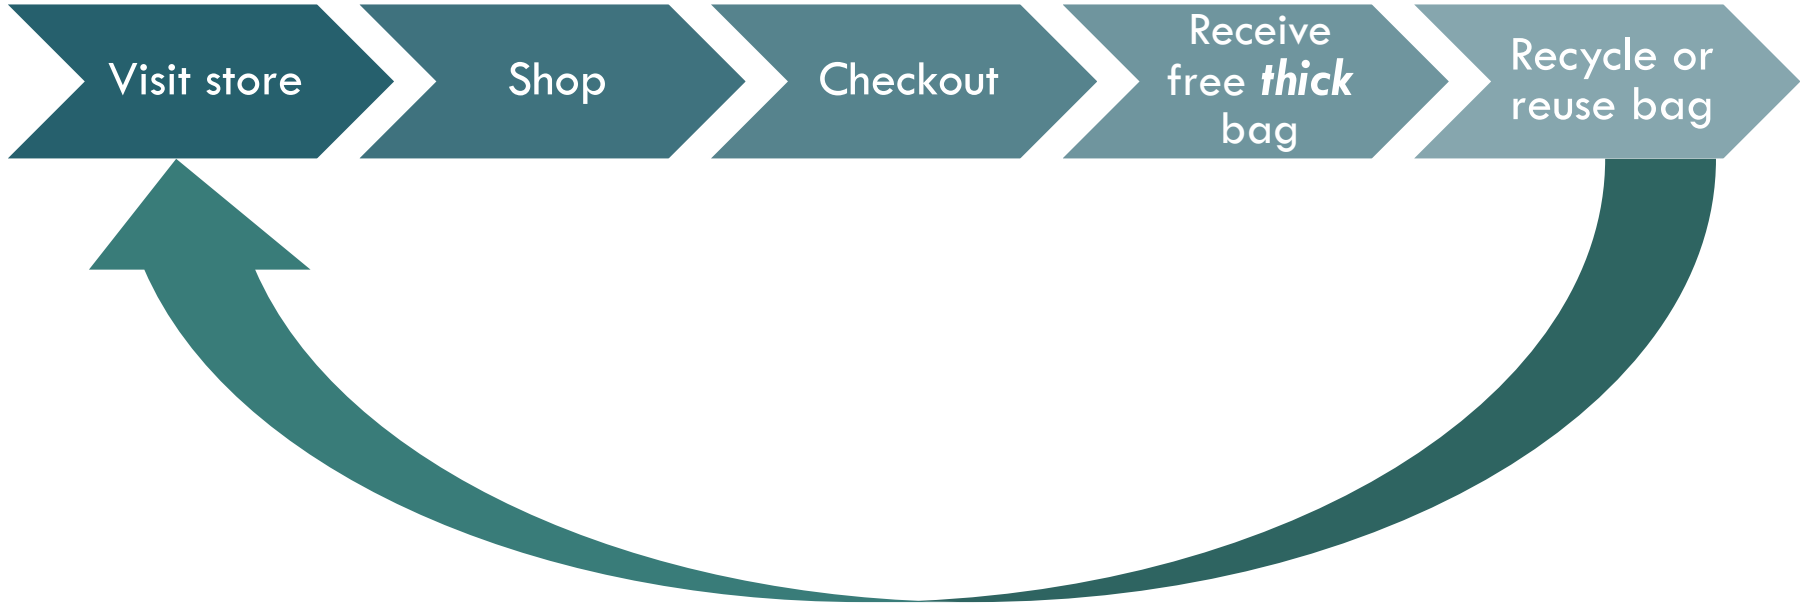 Visit store
Shop
Checkout
Receive
free thick
bag
Recycle or
reuse bag